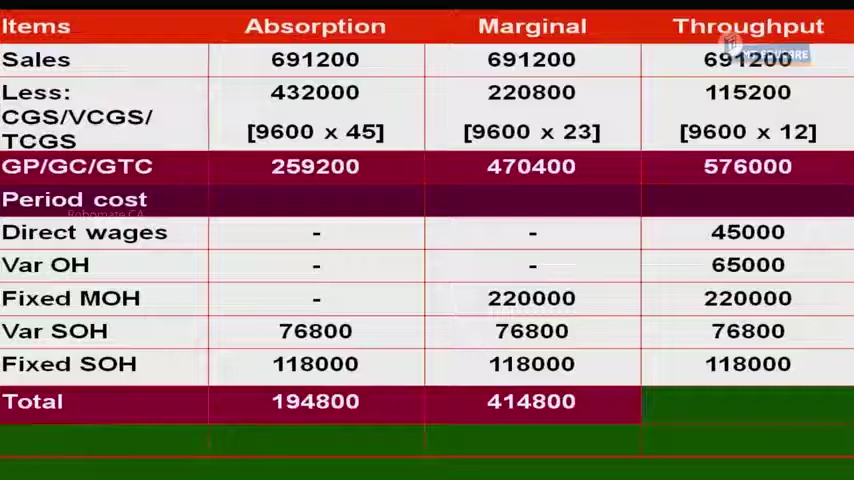 Items Absorption Marginal Throughput
Sales 691200 691200 691200
Less: 432000 220800 115200
CGS/VCGS/
TCGS [9600 x 45] [9600 x 23] [9600 x 12]
GP/GC/GTC 259200 470400 576000
Period cost
Robomate CA
Direct wages - - 45000
Var OH - - 65000
Fixed MOH - 220000 220000
Var SOH 76800 76800 76800
Fixed SOH 118000 118000 118000
Total 194800 414800